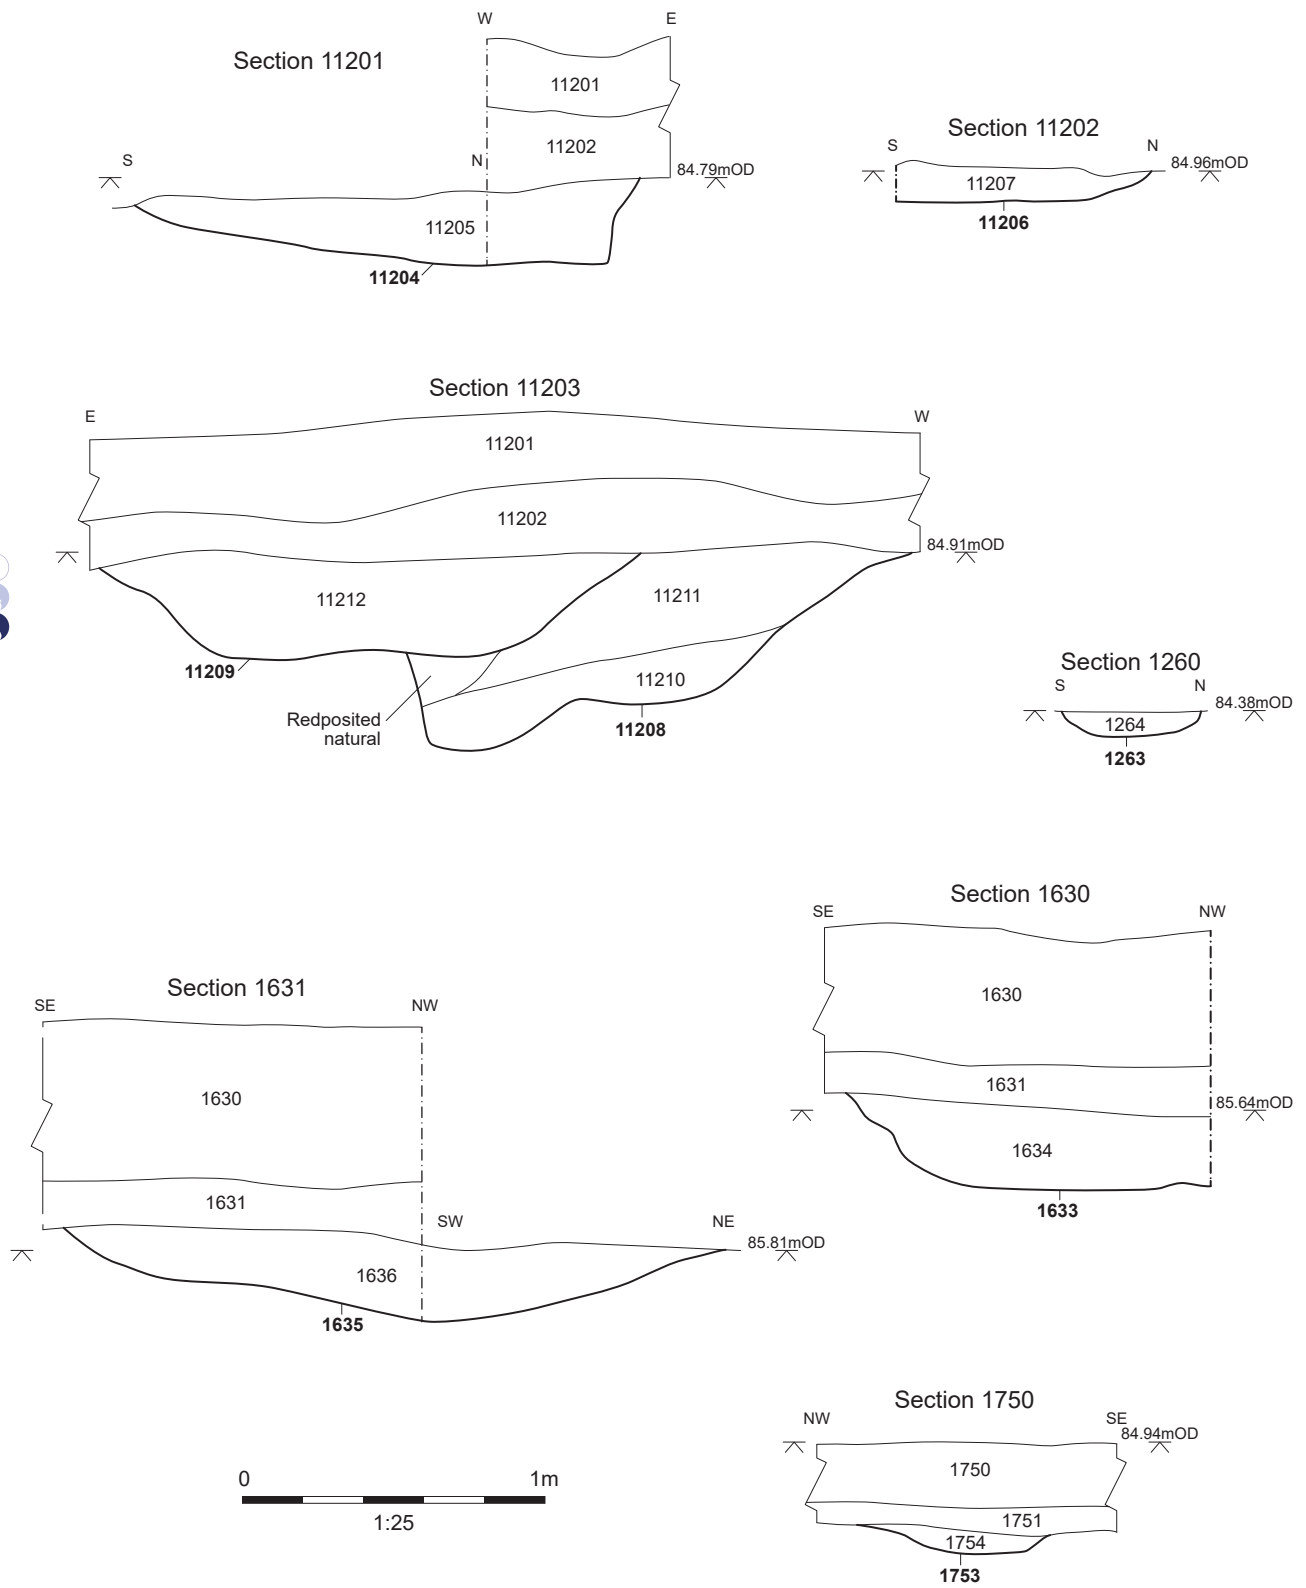 W
E
Section 11201
11201
11202
S
N
84.79mOD
11205
11204
Section 11202
S
N
84.96mOD
11207
11206
Section 11203
E
W
11201
11202
84.91mOD
11212
11211
11209
11210
Redposited
natural
11208
Section 1260
S
N
84.38mOD
1264
1263
Section 1630
SE
NW
1630
1631
85.64mOD
1634
1633
Section 1631
SE
NW
1630
1631
SW
NE
85.81mOD
1636
1635
Section 1750
NW
SE
84.94mOD
1750
1751
1754
1753
0
1m
1:25